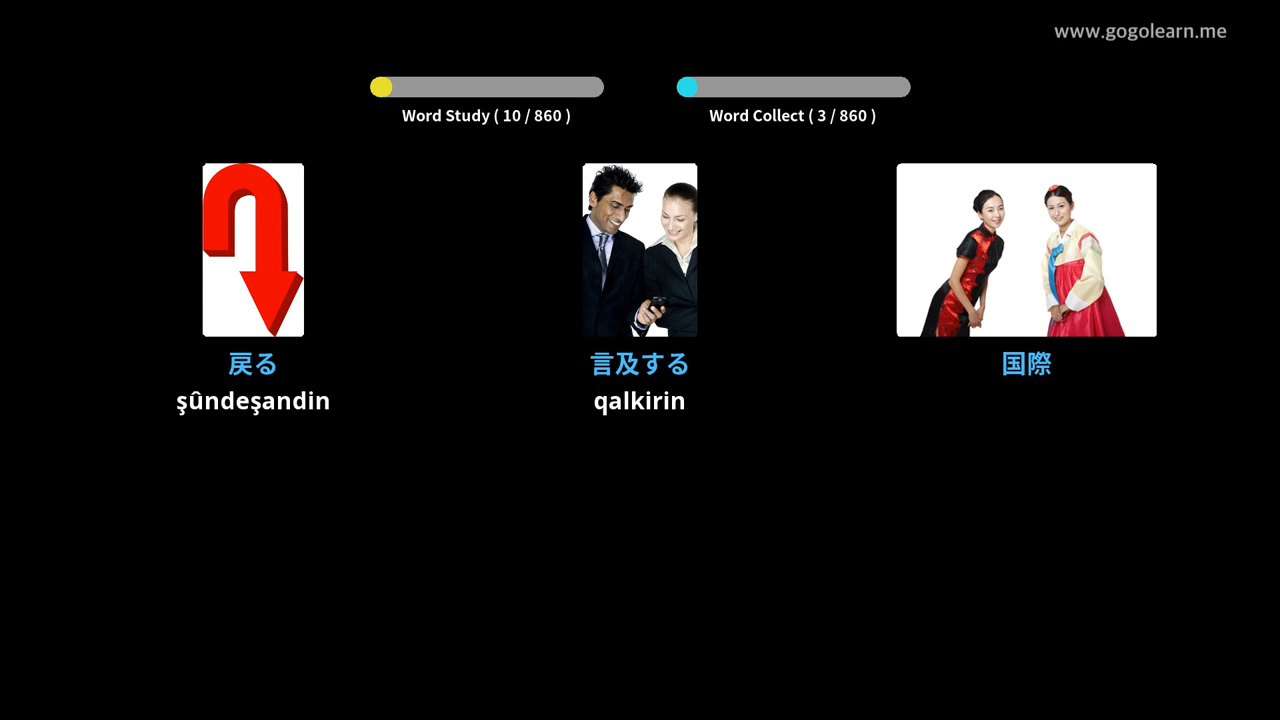 www.gogolearn.me
Word Study ( 10 / 860 )
Word Collect ( 3 / 860 )
戻る
言及する
国際
şûndeşandin
qalkirin